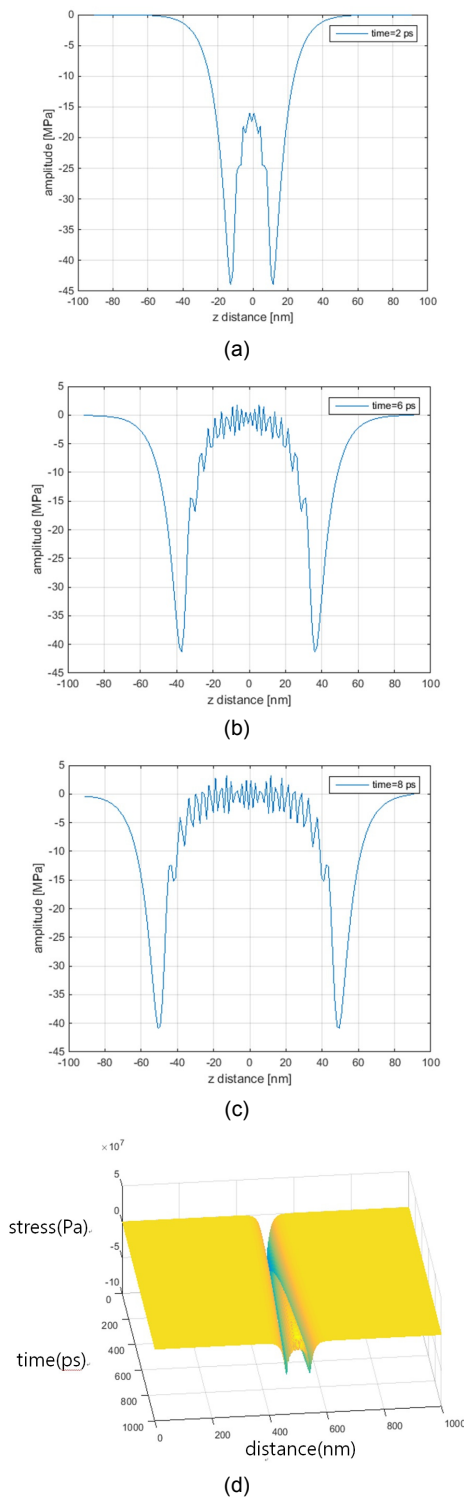 0
-5
-10
-15
-20
-25
-30
-35
-40
-45
amplitude [MPa]
time=2 ps
-100 -80 -60 -40 -20 0 20 40 60 80 100
z distance [nm]
(a)
5
0
-5
-10
-15
-20
-25
-30
-35
-40
-45
amplitude [MPa]
time=6 ps
-100 -80 -60 -40 -20 0 20 40 60 80 100
z distance [nm]
(b)
5
0
-5
-10
-15
-20
-25
-30
-35
-40
-45
amplitude [MPa]
time=8 ps
-100 -80 -60 -40 -20 0 20 40 60 80 100
z distance [nm]
(c)
× 10^7
5
0
-5
-10
stress(Pa)
0
200
400
600
800
1000
time(ps)
0 200 400 600 800 1000
distance(nm)
(d)